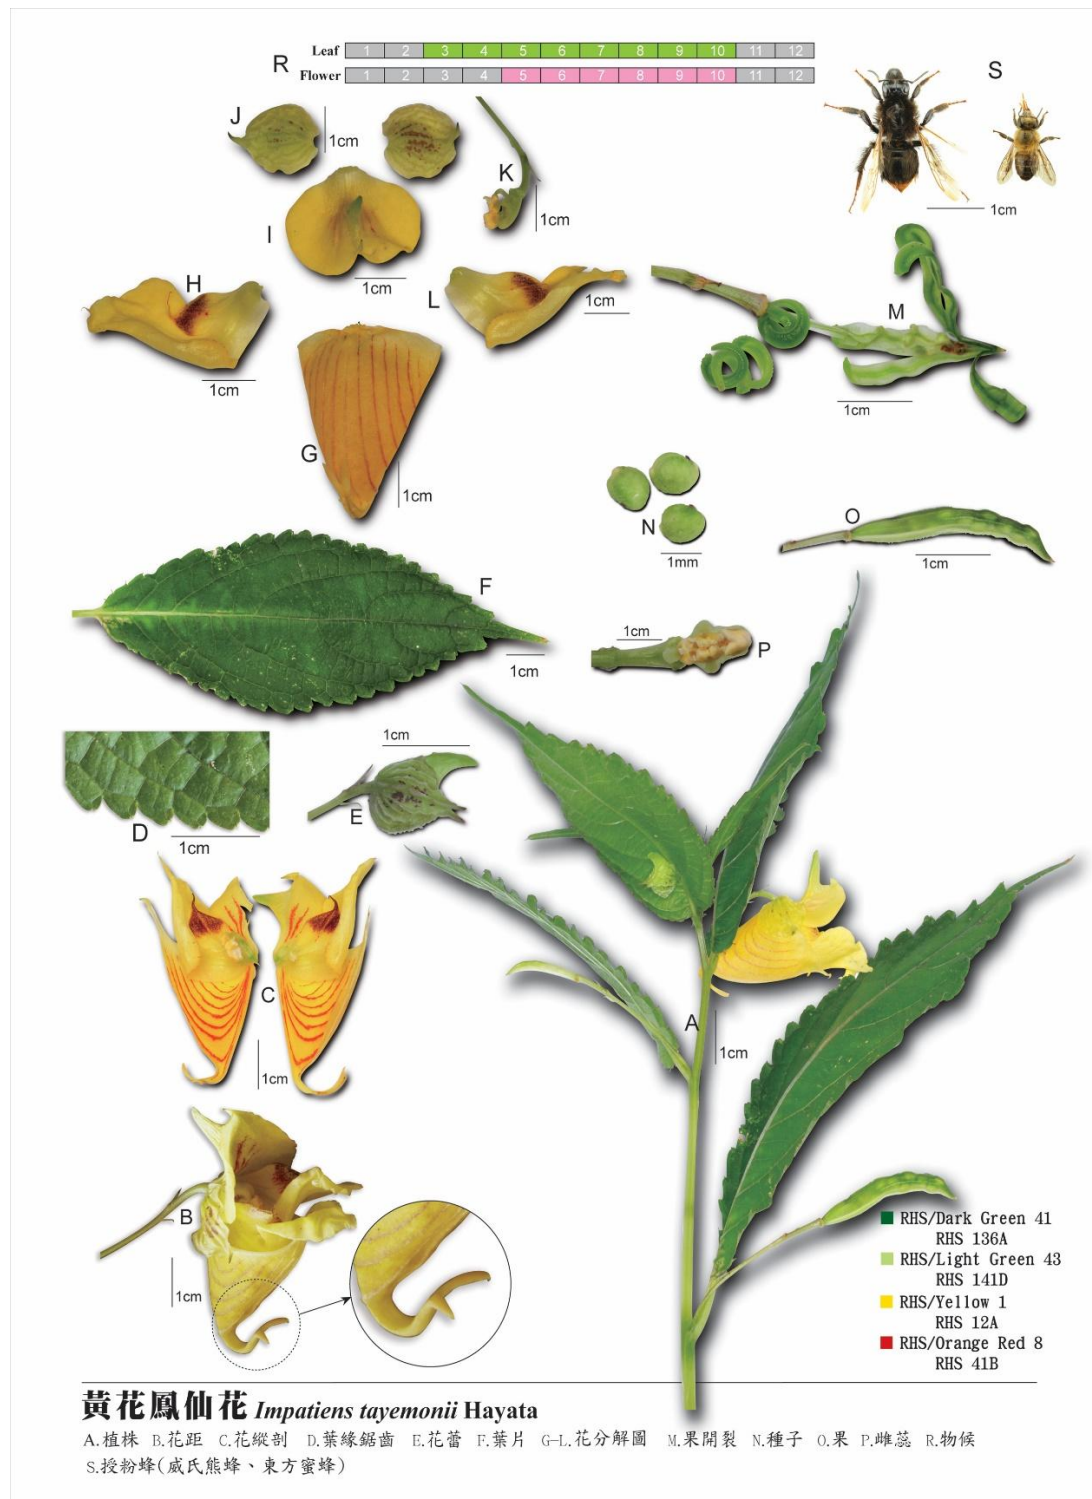 R
Leaf 1 2 3 4 5 6 7 8 9 10 11 12
Flower 1 2 3 4 5 6 7 8 9 10 11 12
S
1cm
J
1cm
K
1cm
I
1cm
H
1cm
L
1cm
M
1cm
G
1cm
N
1mm
O
1cm
F
1cm
1cm
P
D
1cm
1cm
E
C
1cm
A
1cm
B
1cm
RHS/Dark Green 41
RHS 136A
RHS/Light Green 43
RHS 141D
RHS/Yellow 1
RHS 12A
RHS/Orange Red 8
RHS 41B
黃花鳳仙花 Impatiens tayemonii Hayata
A.植株 B.花距 C.花縱剖 D.葉緣鋸齒 E.花蕾 F.葉片 G-L.花分解圖 M.果開裂 N.種子 O.果 P.雌蕊 R.物候
S.授粉蜂(威氏熊蜂、東方蜜蜂)